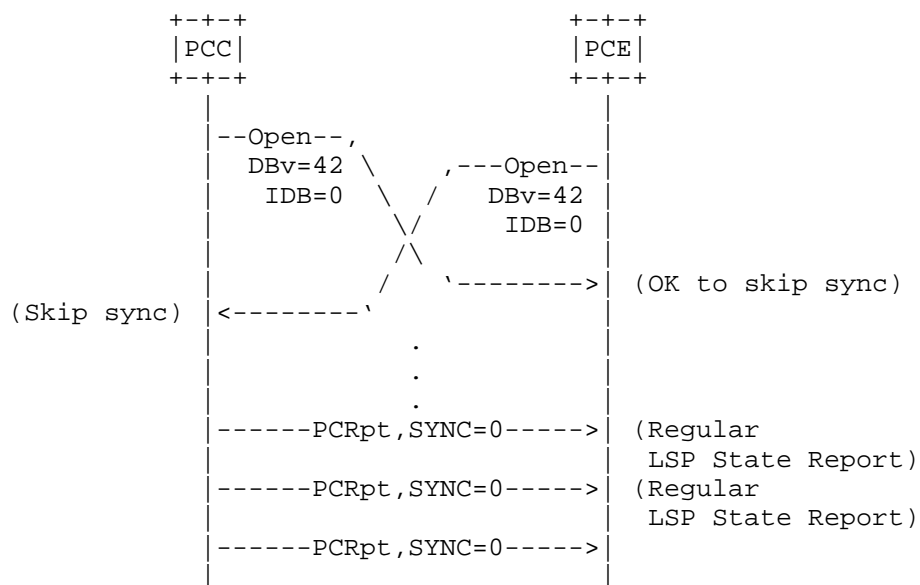 +-+-+                    +-+-+
|PCC|                    |PCE|
+-+-+                    +-+-+
|                        |
|--Open--,               |
|  DBv=42 \    ,---Open--|
|   IDB=0  \  /    DBv=42 |
|           \/      IDB=0 |
|           /\            |
|          /  `-------->| (OK to skip sync)
(Skip sync) |<--------`              |
|            .           |
|            .           |
|            .           |
|------PCRpt,SYNC=0----->| (Regular
|                        |  LSP State Report)
|------PCRpt,SYNC=0----->| (Regular
|                        |  LSP State Report)
|------PCRpt,SYNC=0----->|
|                        |